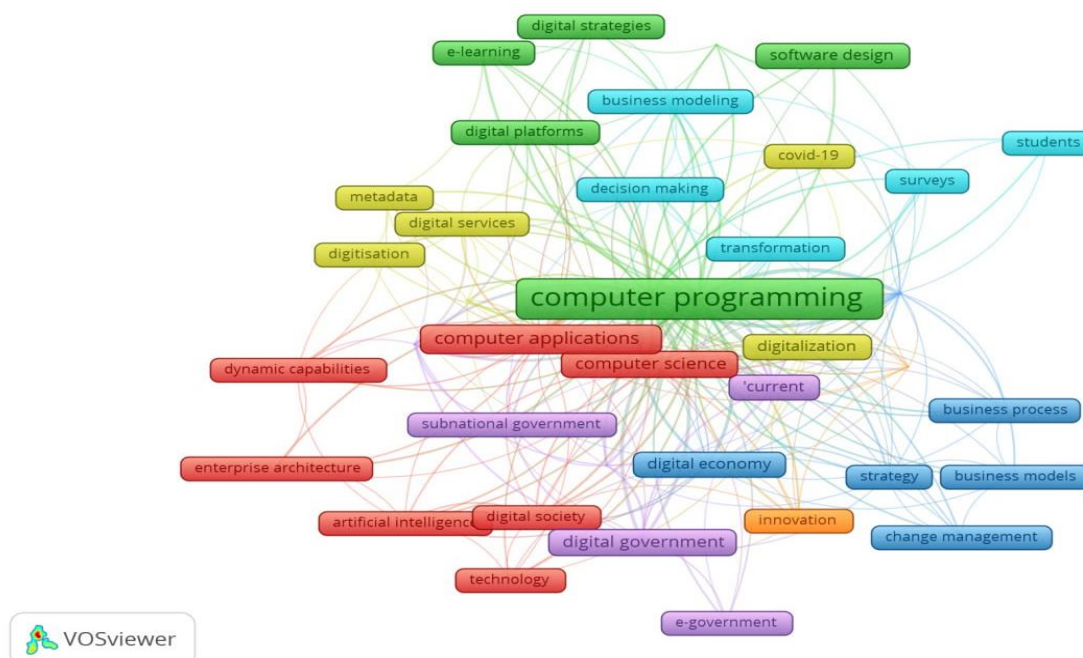 digital strategies
e-learning
software design
business modeling
digital platforms
students
covid-19
surveys
decision making
metadata
digital services
transformation
digitisation
computer programming
computer applications
digitalization
computer science
dynamic capabilities
'current
business process
subnational government
digital economy
enterprise architecture
strategy
business models
artificial intelligence
digital society
innovation
change management
digital government
technology
e-government
VOSviewer